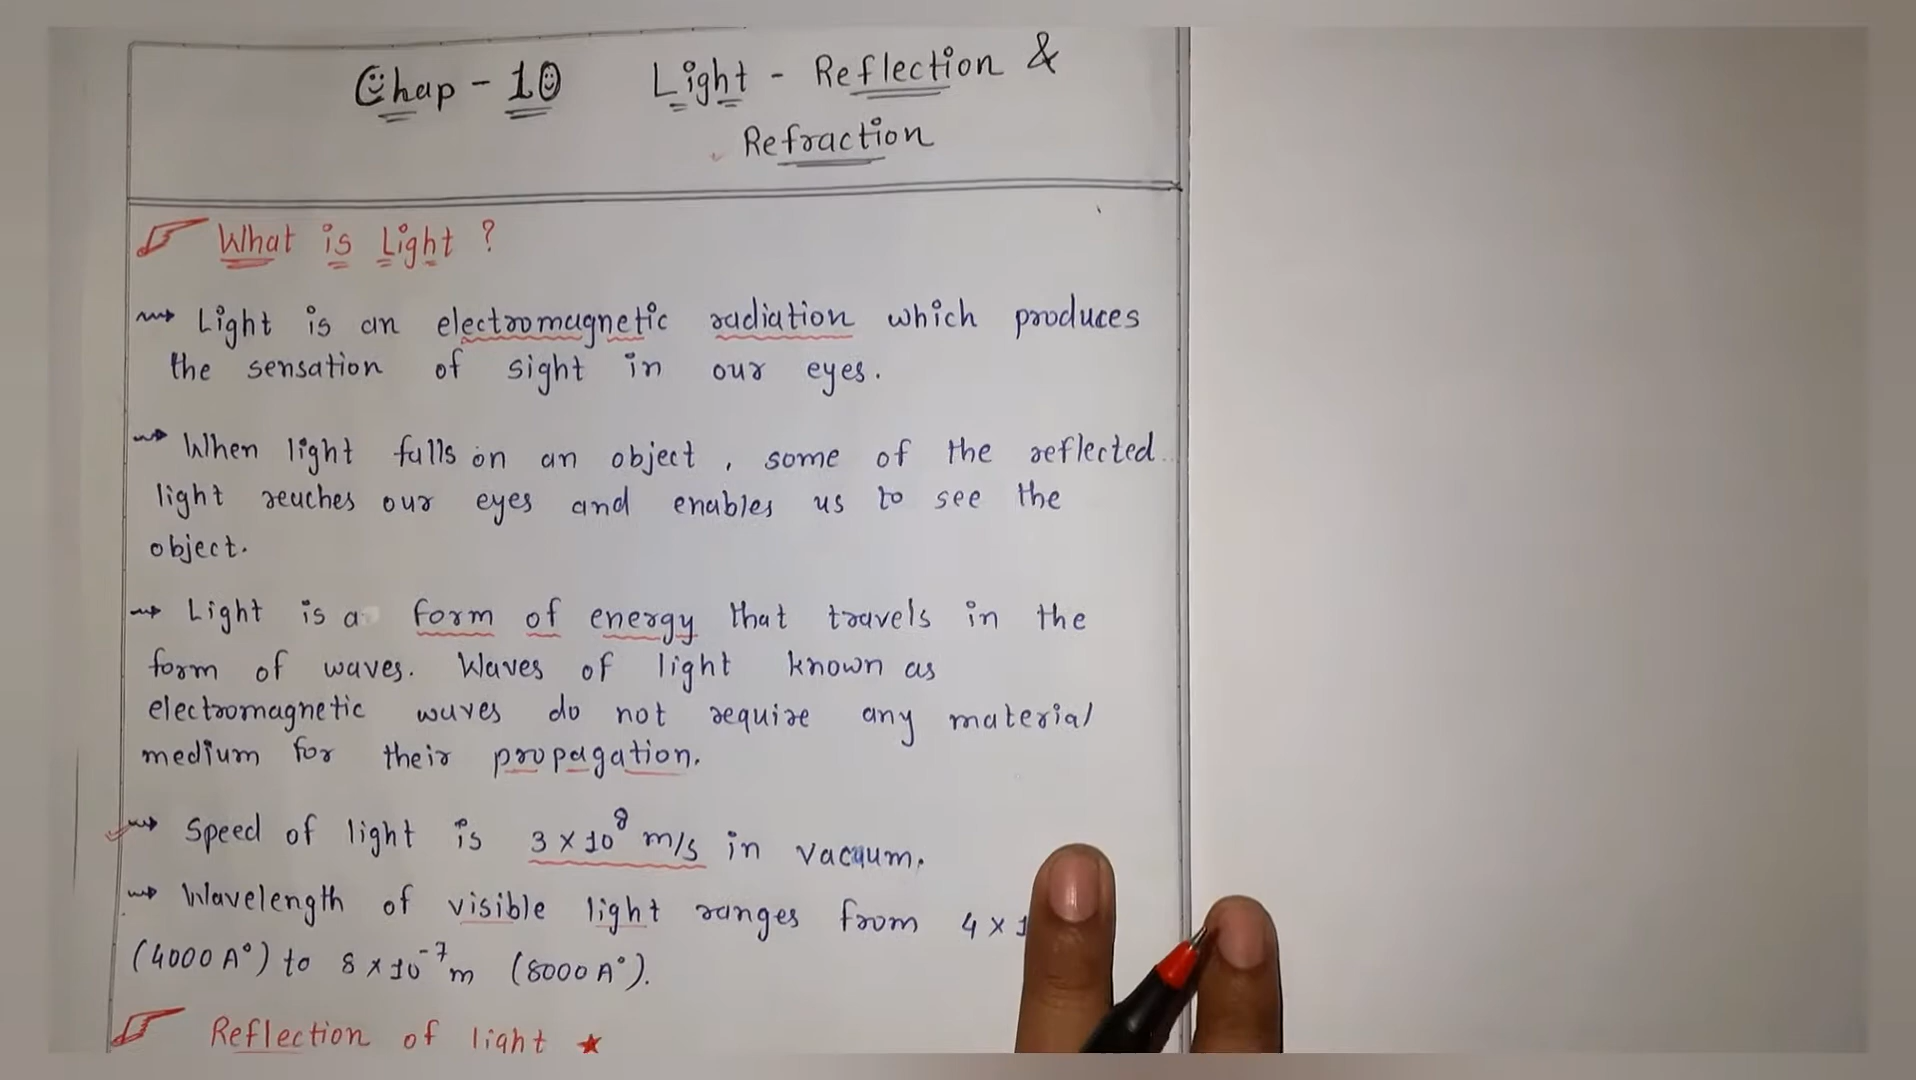 Chap - 10 Light - Reflection &
Refraction
What is Light ?
Light is an electromagnetic radiation which produces
the sensation of sight in our eyes.
When light falls on an object , some of the reflected
light reaches our eyes and enables us to see the
object.
Light is a form of energy that travels in the
form of waves. Waves of light known as
electromagnetic waves do not require any material
medium for their propagation.
Speed of light is 3 × 10⁸ m/s in vacuum.
Wavelength of visible light ranges from 4 ×
(4000 A°) to 8 × 10⁻⁷ m (8000 A°).
Reflection of light ★